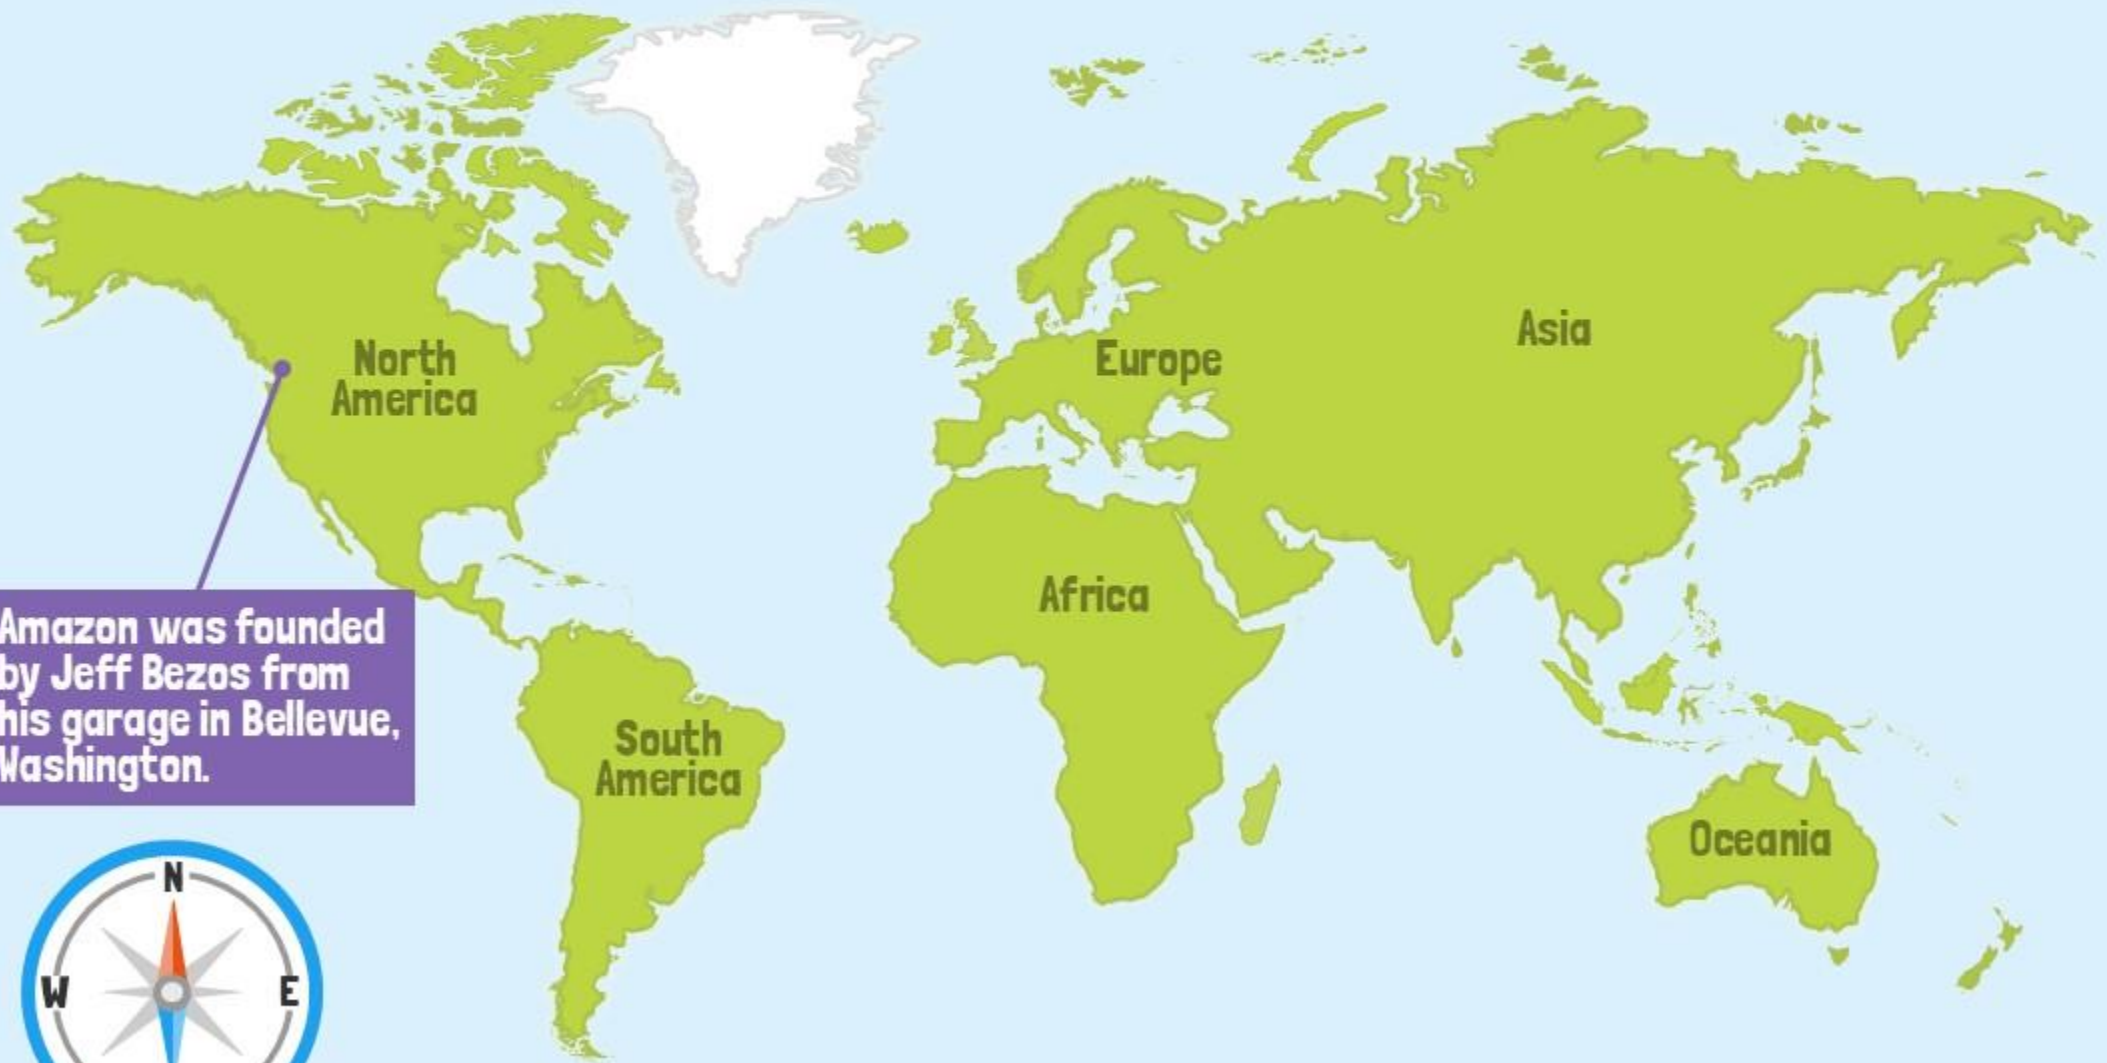 North
America
Europe
Asia
Africa
Amazon was founded
by Jeff Bezos from
his garage in Bellevue,
Washington.
South
America
Oceania
N
W
E